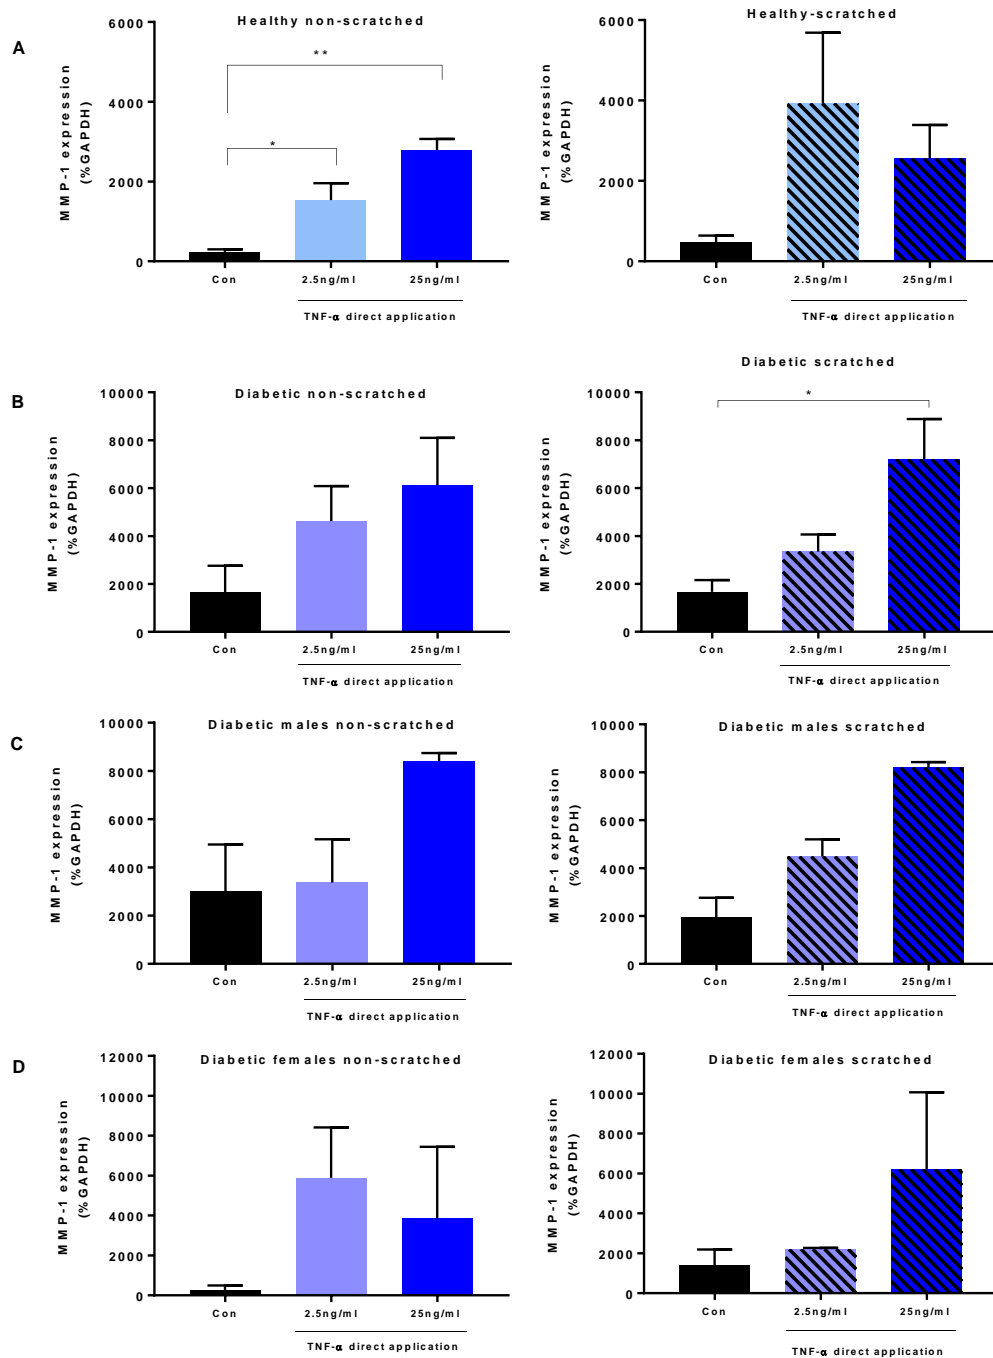 A
Healthy non-scratched
MMP-1 expression
(%GAPDH)
6000
4000
2000
0
**
*
Con
2.5ng/ml
25ng/ml
TNF-α direct application
Healthy-scratched
MMP-1 expression
(%GAPDH)
6000
4000
2000
0
Con
2.5ng/ml
25ng/ml
TNF-α direct application
B
Diabetic non-scratched
MMP-1 expression
(%GAPDH)
10000
8000
6000
4000
2000
0
Con
2.5ng/ml
25ng/ml
TNF-α direct application
Diabetic scratched
MMP-1 expression
(%GAPDH)
10000
8000
6000
4000
2000
0
*
Con
2.5ng/ml
25ng/ml
TNF-α direct application
C
Diabetic males non-scratched
MMP-1 expression
(%GAPDH)
10000
8000
6000
4000
2000
0
Con
2.5ng/ml
25ng/ml
TNF-α direct application
Diabetic males scratched
MMP-1 expression
(%GAPDH)
10000
8000
6000
4000
2000
0
Con
2.5ng/ml
25ng/ml
TNF-α direct application
D
Diabetic females non-scratched
MMP-1 expression
(%GAPDH)
12000
10000
8000
6000
4000
2000
0
Con
2.5ng/ml
25ng/ml
TNF-α direct application
Diabetic females scratched
MMP-1 expression
(%GAPDH)
12000
10000
8000
6000
4000
2000
0
Con
2.5ng/ml
25ng/ml
TNF-α direct application